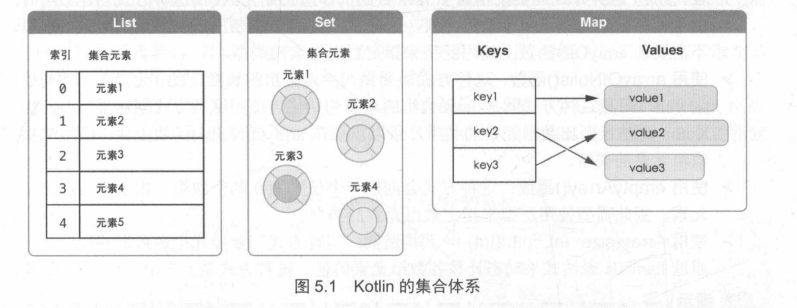 List
索引 集合元素
0 元素1
1 元素2
2 元素3
3 元素4
4 元素5
Set
集合元素
元素1
元素2
元素3
元素4
Map
Keys Values
key1 value1
key2 value2
key3 value3
图 5.1 Kotlin 的集合体系